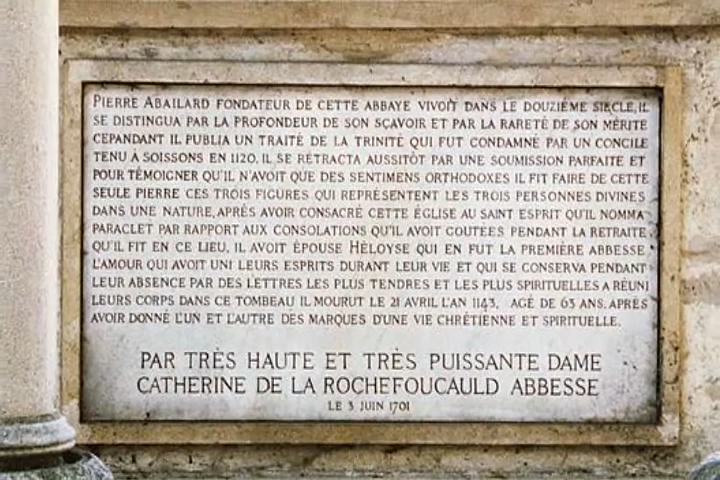 PIERRE ABAILARD FONDATEUR DE CETTE ABBAYE VIVOIT DANS LE DOUZIÉME SIECLE, IL
SE DISTINGUA PAR LA PROFONDEUR DE SON SÇAVOIR ET PAR LA RARETÉ DE SON MÉRITE
CEPANDANT IL PUBLIA UN TRAITÉ DE LA TRINITÉ QUI FUT CONDAMNÉ PAR UN CONCILE
TENU À SOISSONS EN 1120. IL SE RÉTRACTA AUSSITÔT PAR UNE SOUMISSION PARFAITE ET
POUR TÉMOIGNER QU'IL N'AVOIT QUE DES SENTIMENS ORTHODOXES IL FIT FAIRE DE CETTE
SEULE PIERRE CES TROIS FIGURES QUI REPRÉSENTENT LES TROIS PERSONNES DIVINES
DANS UNE NATURE, APRÉS AVOIR CONSACRÉ CETTE ÉGLISE AU SAINT ESPRIT QU'IL NOMMA
PARACLET PAR RAPPORT AUX CONSOLATIONS QU'IL AVOIT GOUTÉES PENDANT LA RETRAITE
QU'IL FIT EN CE LIEU. IL AVOIT ÉPOUSÉ HÉLOYSE QUI EN FUT LA PREMIÈRE ABBESSE.
L'AMOUR QUI AVOIT UNI LEURS ESPRITS DURANT LEUR VIE ET QUI SE CONSERVA PENDANT
LEUR ABSENCE PAR DES LETTRES LES PLUS TENDRES ET LES PLUS SPIRITUELLES A RÉUNI
LEURS CORPS DANS CE TOMBEAU IL MOURUT LE 21 AVRIL L'AN 1143, AGÉ DE 63 ANS. APRÉS
AVOIR DONNÉ L'UN ET L'AUTRE DES MARQUES D'UNE VIE CHRÉTIENNE ET SPIRITUELLE.
PAR TRÈS HAUTE ET TRÈS PUISSANTE DAME
CATHERINE DE LA ROCHEFOUCAULD ABBESSE
LE 3 JUIN 1701